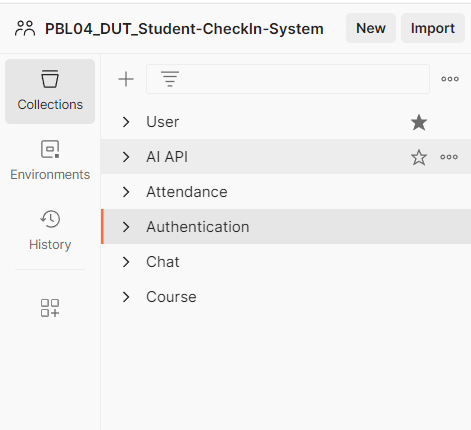 PBL04_DUT_Student-CheckIn-System
New
Import
Collections
Environments
History
User
AI API
Attendance
Authentication
Chat
Course